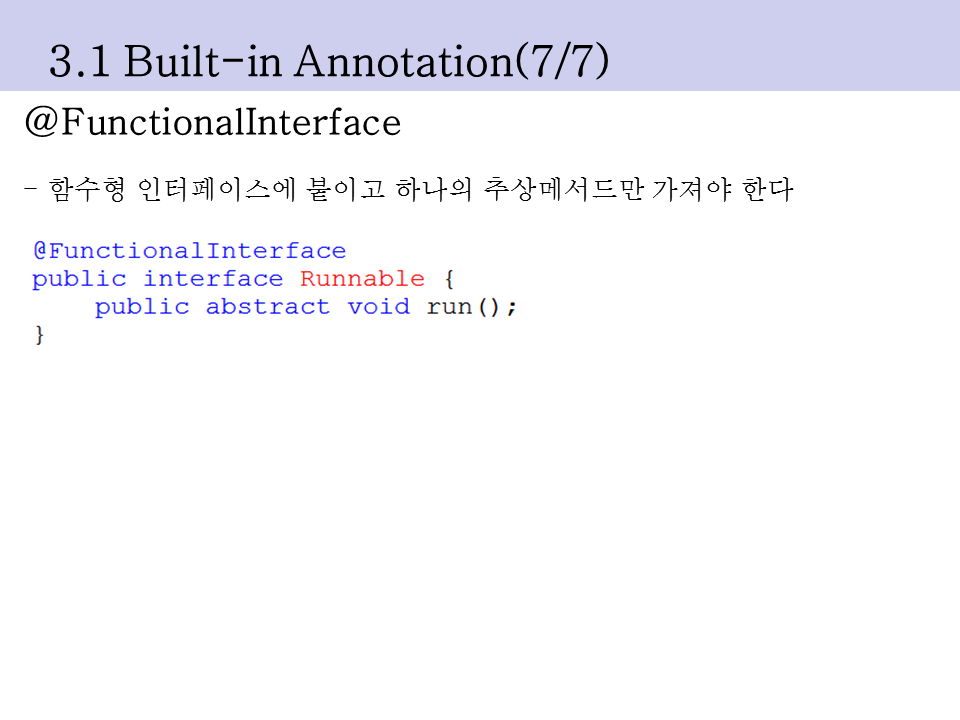 3.1 Built-in Annotation(7/7)
@FunctionalInterface
- 함수형 인터페이스에 붙이고 하나의 추상메서드만 가져야 한다
@FunctionalInterface
public interface Runnable {
    public abstract void run();
}